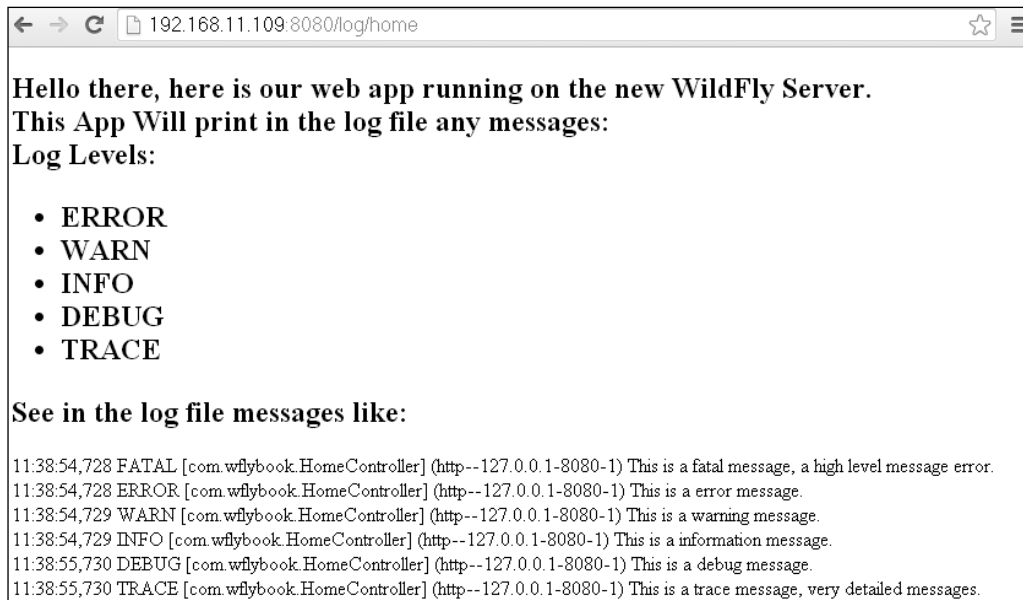 192.168.11.109:8080/log/home
Hello there, here is our web app running on the new WildFly Server.
This App Will print in the log file any messages:
Log Levels:
• ERROR
• WARN
• INFO
• DEBUG
• TRACE
See in the log file messages like:
11:38:54,728 FATAL [com.wflybook.HomeController] (http--127.0.0.1-8080-1) This is a fatal message, a high level message error.
11:38:54,728 ERROR [com.wflybook.HomeController] (http--127.0.0.1-8080-1) This is a error message.
11:38:54,729 WARN [com.wflybook.HomeController] (http--127.0.0.1-8080-1) This is a warning message.
11:38:54,729 INFO [com.wflybook.HomeController] (http--127.0.0.1-8080-1) This is a information message.
11:38:55,730 DEBUG [com.wflybook.HomeController] (http--127.0.0.1-8080-1) This is a debug message.
11:38:55,730 TRACE [com.wflybook.HomeController] (http--127.0.0.1-8080-1) This is a trace message, very detailed messages.